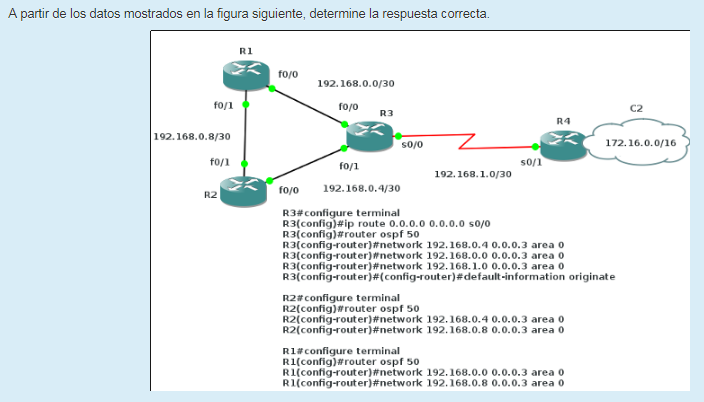 A partir de los datos mostrados en la figura siguiente, determine la respuesta correcta.
R1
f0/0
192.168.0.0/30
f0/1
f0/0
R3
C2
R4
192.168.0.8/30
s0/0
172.16.0.0/16
f0/1
f0/1
s0/1
192.168.1.0/30
R2
f0/0
192.168.0.4/30
R3#configure terminal
R3(config)#ip route 0.0.0.0 0.0.0.0 s0/0
R3(config)#router ospf 50
R3(config-router)#network 192.168.0.4 0.0.0.3 area 0
R3(config-router)#network 192.168.0.0 0.0.0.3 area 0
R3(config-router)#network 192.168.1.0 0.0.0.3 area 0
R3(config-router)#(config-router)#default-information originate
R2#configure terminal
R2(config)#router ospf 50
R2(config-router)#network 192.168.0.4 0.0.0.3 area 0
R2(config-router)#network 192.168.0.8 0.0.0.3 area 0
R1#configure terminal
R1(config)#router ospf 50
R1(config-router)#network 192.168.0.0 0.0.0.3 area 0
R1(config-router)#network 192.168.0.8 0.0.0.3 area 0